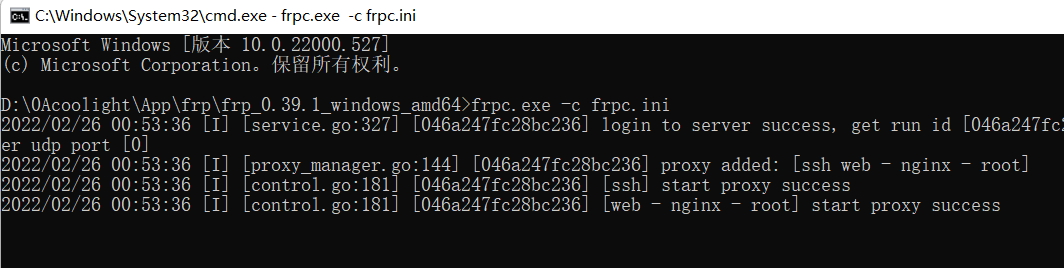 C:\Windows\System32\cmd.exe - frpc.exe -c frpc.ini
Microsoft Windows [版本 10.0.22000.527]
(c) Microsoft Corporation。保留所有权利。
D:\0Acoolight\App\frp\frp_0.39.1_windows_amd64>frpc.exe -c frpc.ini
2022/02/26 00:53:36 [I] [service.go:327] [046a247fc28bc236] login to server success, get run id [046a247fc
er udp port [0]
2022/02/26 00:53:36 [I] [proxy_manager.go:144] [046a247fc28bc236] proxy added: [ssh web - nginx - root]
2022/02/26 00:53:36 [I] [control.go:181] [046a247fc28bc236] [ssh] start proxy success
2022/02/26 00:53:36 [I] [control.go:181] [046a247fc28bc236] [web - nginx - root] start proxy success